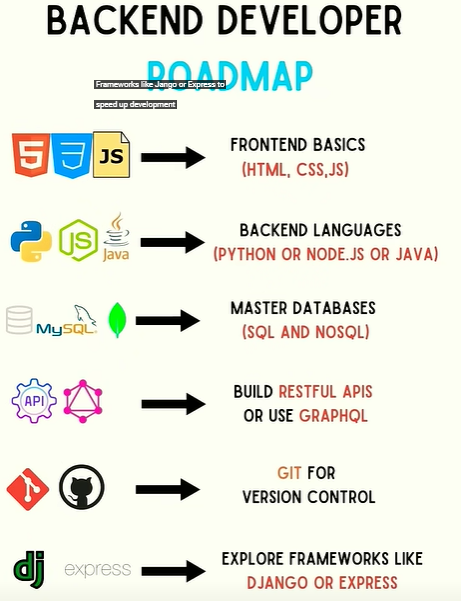 BACKEND DEVELOPER
ROADMAP
Frameworks like Jango or Express to
speed up development
JS
FRONTEND BASICS
(HTML, CSS,JS)
JS
Java
BACKEND LANGUAGES
(PYTHON OR NODE.JS OR JAVA)
MySQL
MASTER DATABASES
(SQL AND NOSQL)
API
BUILD RESTFUL APIS
OR USE GRAPHQL
GIT FOR
VERSION CONTROL
dj
express
EXPLORE FRAMEWORKS LIKE
DJANGO OR EXPRESS